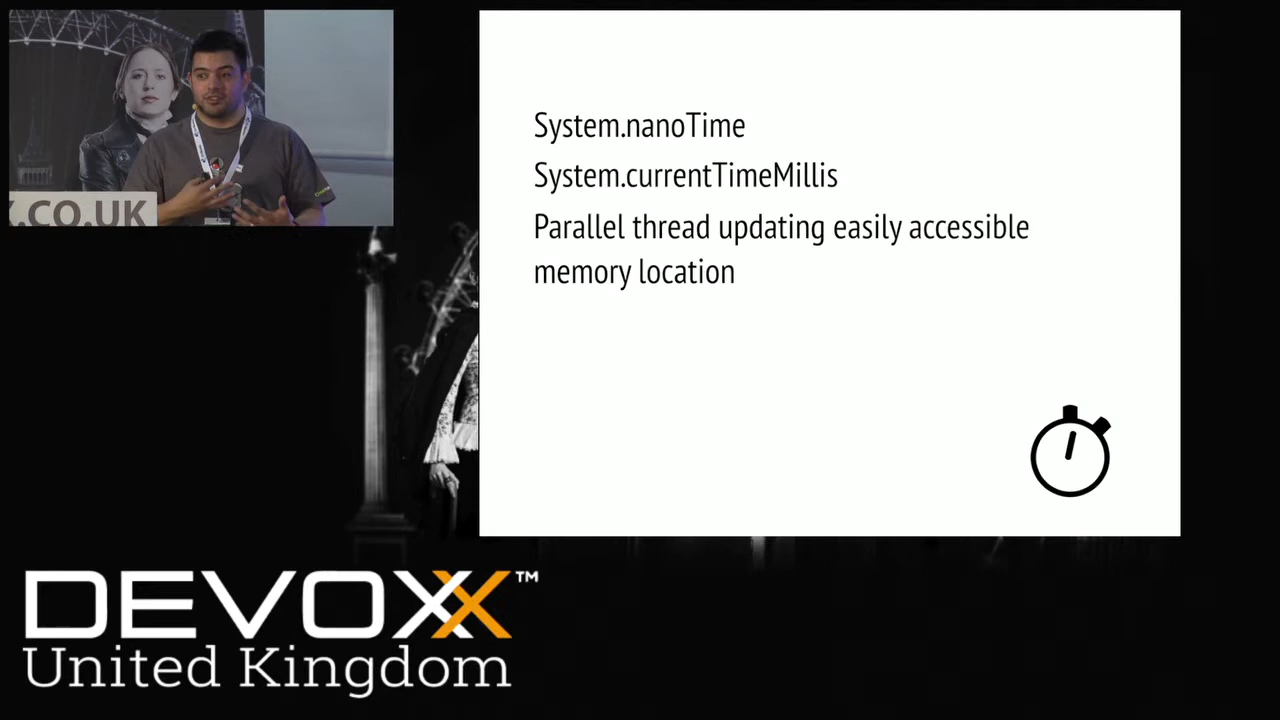 .CO.UK
System.nanoTime
System.currentTimeMillis
Parallel thread updating easily accessible
memory location
DEVOXX™
United Kingdom